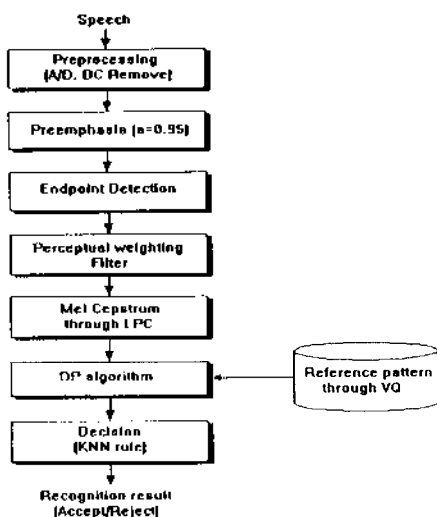 Speech
Preprocessing
(A/D, DC Remove)
Preemphasis (a=0.95)
Endpoint Detection
Perceptual weighting
Filter
Mel Cepstrum
through LPC
DP algorithm
Reference pattern
through VQ
Decision
(KNN rule)
Recognition result
(Accept/Reject)